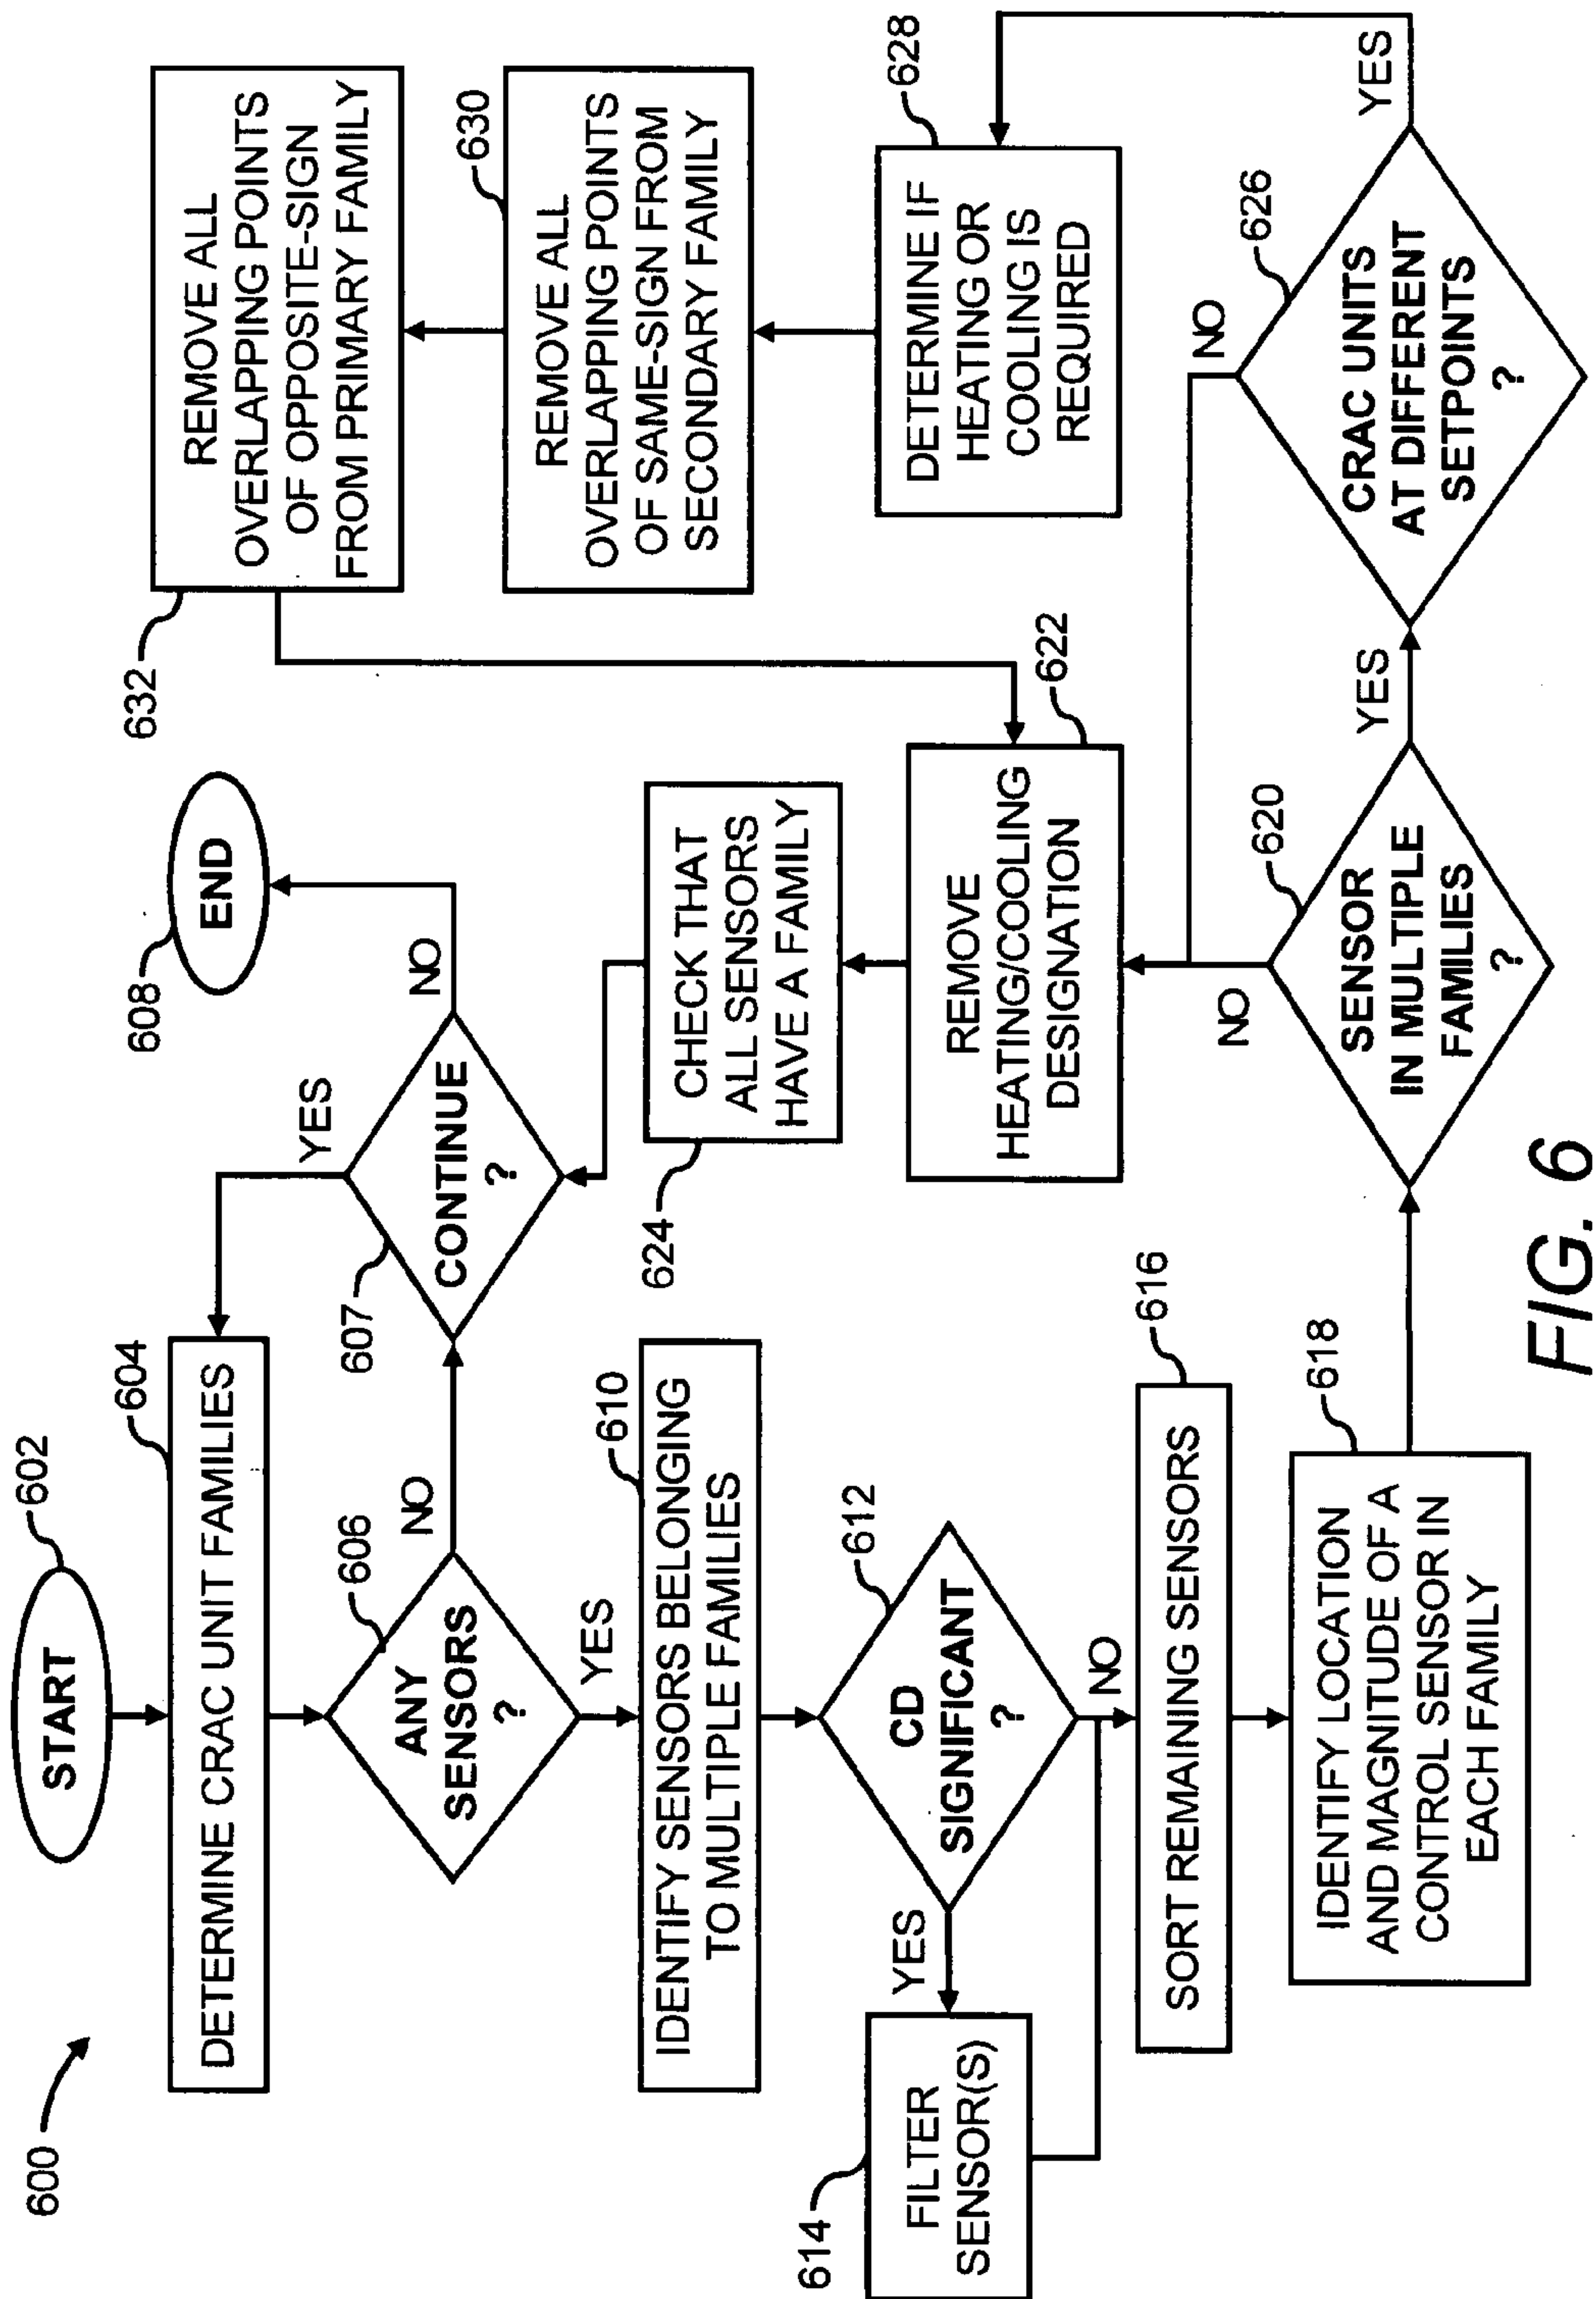 600
START
602
DETERMINE CRAC UNIT FAMILIES
604
ANY
SENSORS
?
606
NO
YES
CONTINUE
?
607
YES
NO
END
608
IDENTIFY SENSORS BELONGING
TO MULTIPLE FAMILIES
610
CD
SIGNIFICANT
?
612
YES
NO
FILTER
SENSOR(S)
614
SORT REMAINING SENSORS
616
IDENTIFY LOCATION
AND MAGNITUDE OF A
CONTROL SENSOR IN
EACH FAMILY
618
SENSOR
IN MULTIPLE
FAMILIES
?
620
NO
YES
REMOVE
HEATING/COOLING
DESIGNATION
622
CHECK THAT
ALL SENSORS
HAVE A FAMILY
624
CRAC UNITS
AT DIFFERENT
SETPOINTS
?
626
NO
YES
DETERMINE IF
HEATING OR
COOLING IS
REQUIRED
628
REMOVE ALL
OVERLAPPING POINTS
OF SAME-SIGN FROM
SECONDARY FAMILY
630
REMOVE ALL
OVERLAPPING POINTS
OF OPPOSITE-SIGN
FROM PRIMARY FAMILY
632
FIG. 6